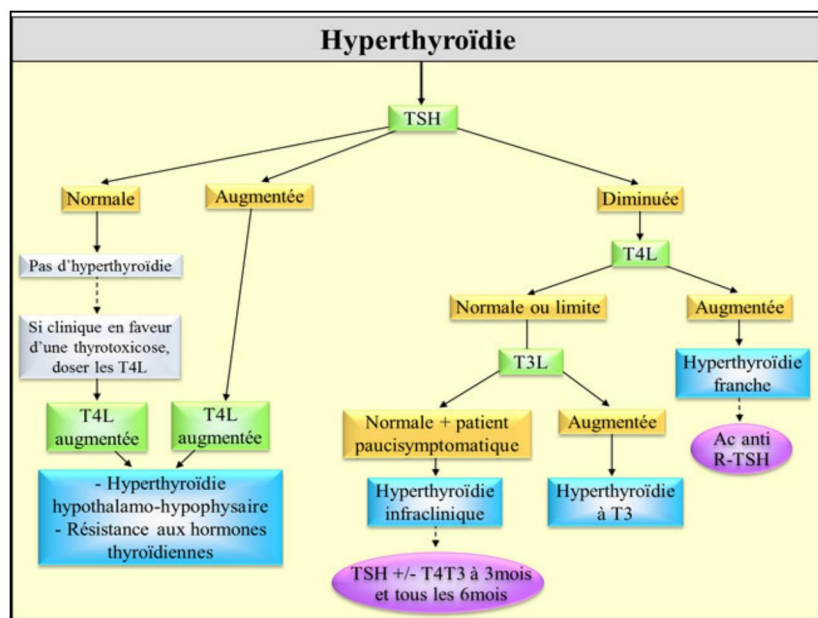 Hyperthyroïdie
TSH
Normale
Augmentée
Diminuée
Pas d'hyperthyroïdie
T4L
Si clinique en faveur
d'une thyrotoxicose,
doser les T4L
Normale ou limite
Augmentée
T3L
Hyperthyroïdie
franche
T4L
augmentée
T4L
augmentée
Normale + patient
paucisymptomatique
Augmentée
Ac anti
R-TSH
- Hyperthyroïdie
hypothalamo-hypophysaire
- Résistance aux hormones
thyroïdiennes
Hyperthyroïdie
infraclinique
Hyperthyroïdie
à T3
TSH +/- T4T3 à 3mois
et tous les 6mois